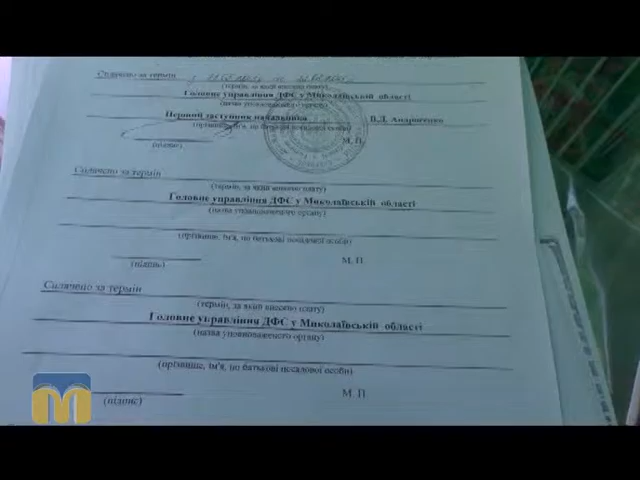 Сплачено за термін з
(термін, за який внесено плату)
Головне управління ДФС у Миколаївській області
(назва уповноваженого органу)
Перший заступник начальника В.Д. Андрієнко
(прізвище, ім'я, по батькові посадової особи)
(підпис) М. П
Сплачено за термін
(термін, за який внесено плату)
Головне управління ДФС у Миколаївській області
(назва уповноваженого органу)
(прізвище, ім'я, по батькові посадової особи)
(підпис) М. П
Сплачено за термін
(термін, за який внесено плату)
Головне управління ДФС у Миколаївській області
(назва уповноваженого органу)
(прізвище, ім'я, по батькові посадової особи)
(підпис) М. П